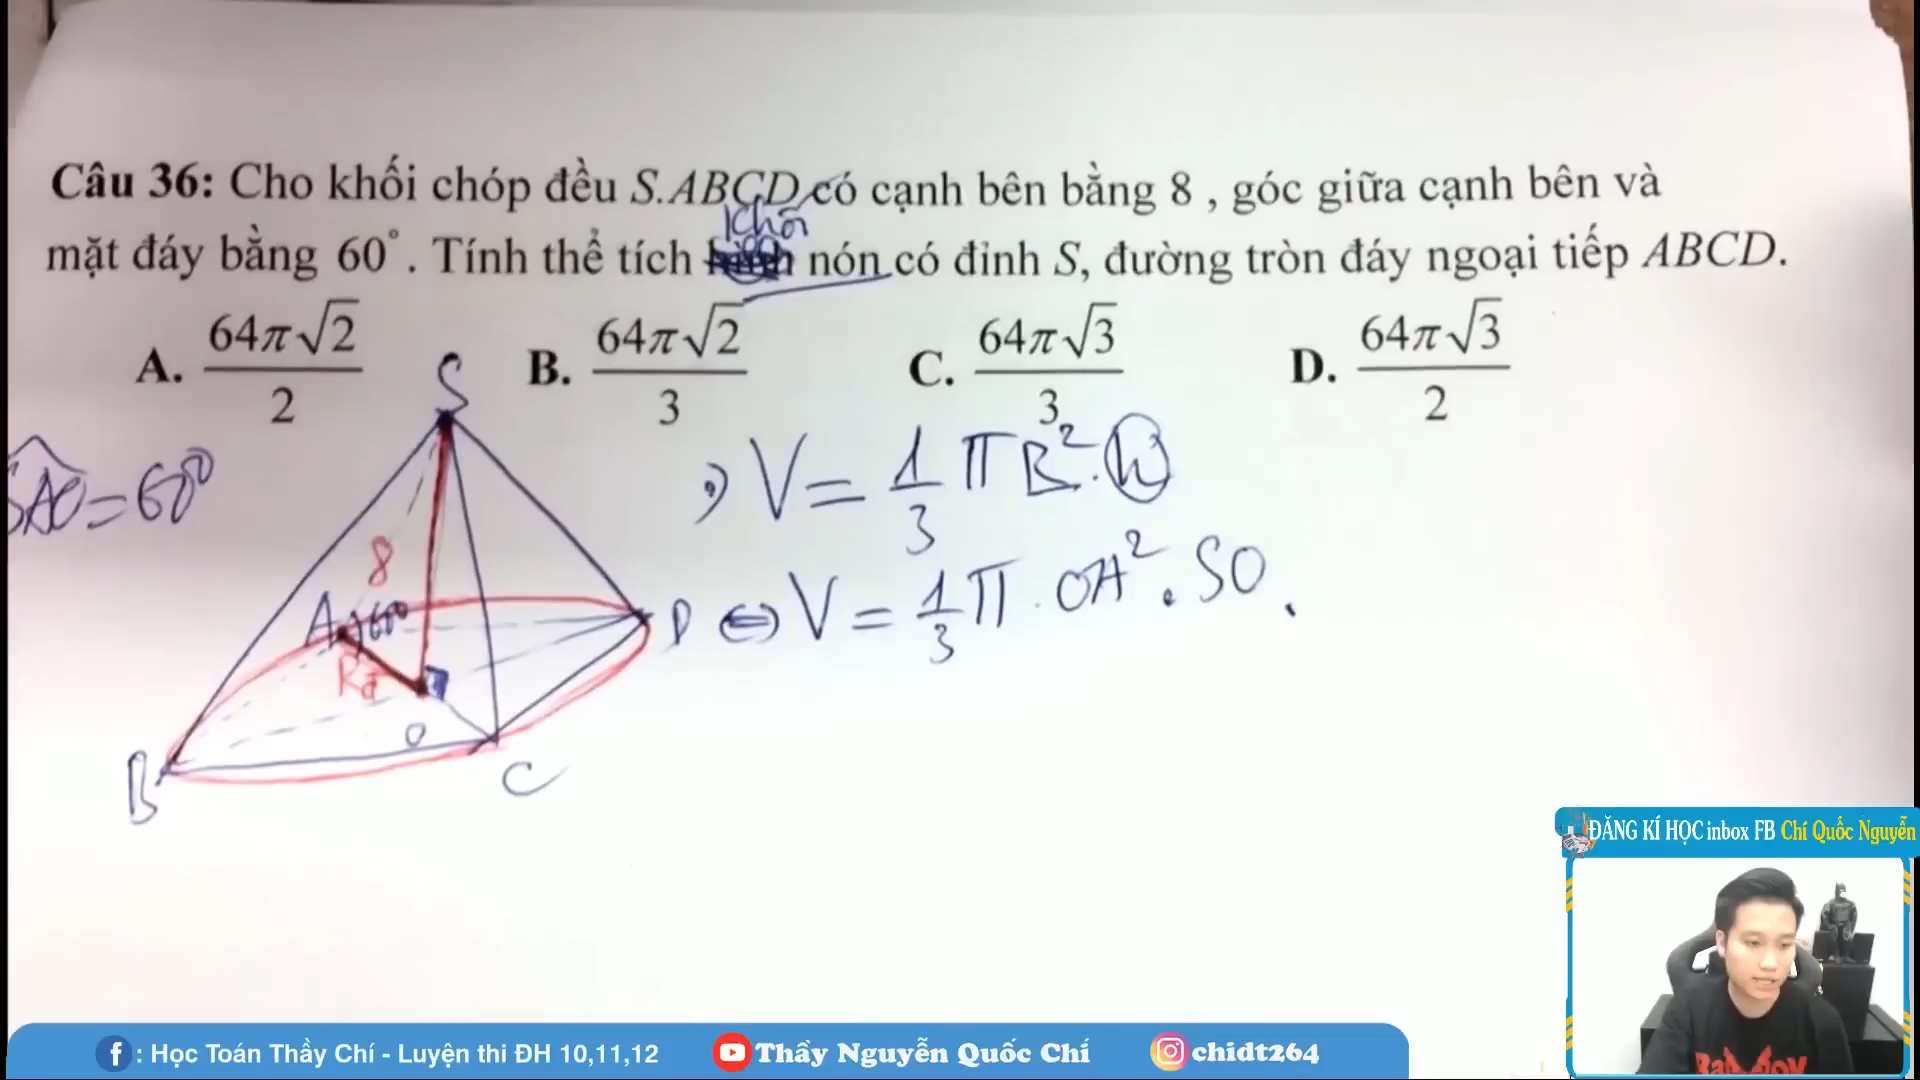 Câu 36: Cho khối chóp đều S.ABCD có cạnh bên bằng 8 , góc giữa cạnh bên và
khối
mặt đáy bằng 60°. Tính thể tích nón có đỉnh S, đường tròn đáy ngoại tiếp ABCD.
A. 64π√2/2 B. 64π√2/3 C. 64π√3/3 D. 64π√3/2
S
SAO = 60°
V = 1/3 π R². h
8
A 60° D
⇔ V = 1/3 π . OA² . SO .
Rđ
O
B C
ĐĂNG KÍ HỌC inbox FB Chí Quốc Nguyễn
: Học Toán Thầy Chí - Luyện thi ĐH 10,11,12 Thầy Nguyễn Quốc Chí chidt264